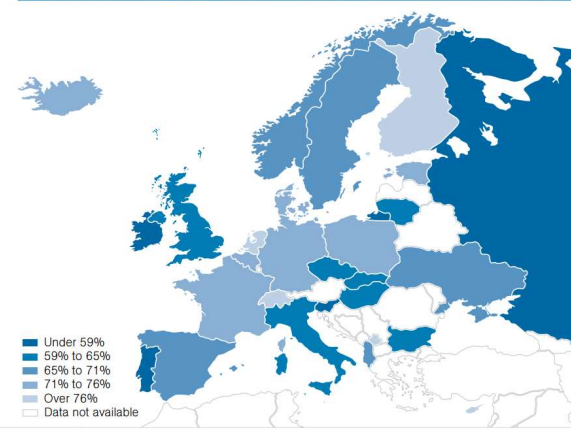 Under 59%
59% to 65%
65% to 71%
71% to 76%
Over 76%
Data not available